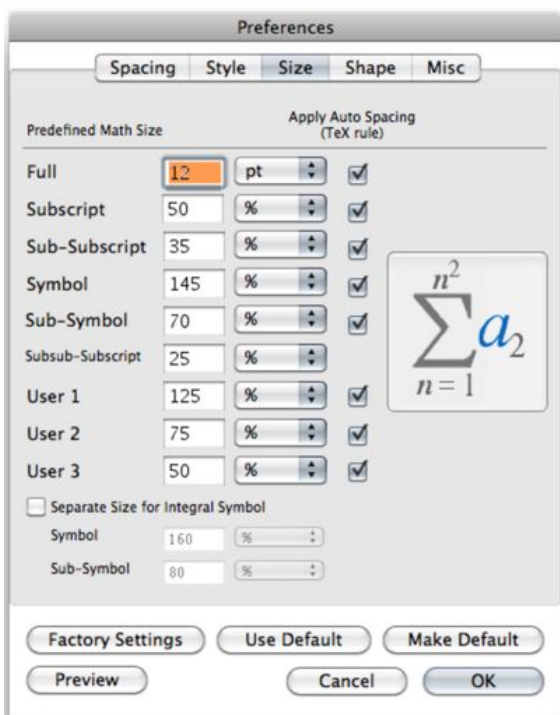 Preferences
Spacing Style Size Shape Misc
Predefined Math Size
Apply Auto Spacing
(TeX rule)
Full 12 pt
Subscript 50 %
Sub-Subscript 35 %
Symbol 145 %
Sub-Symbol 70 %
Subsub-Subscript 25 %
User 1 125 %
User 2 75 %
User 3 50 %
n²
∑a₂
n = 1
Separate Size for Integral Symbol
Symbol 160 %
Sub-Symbol 80 %
Factory Settings Use Default Make Default
Preview Cancel OK